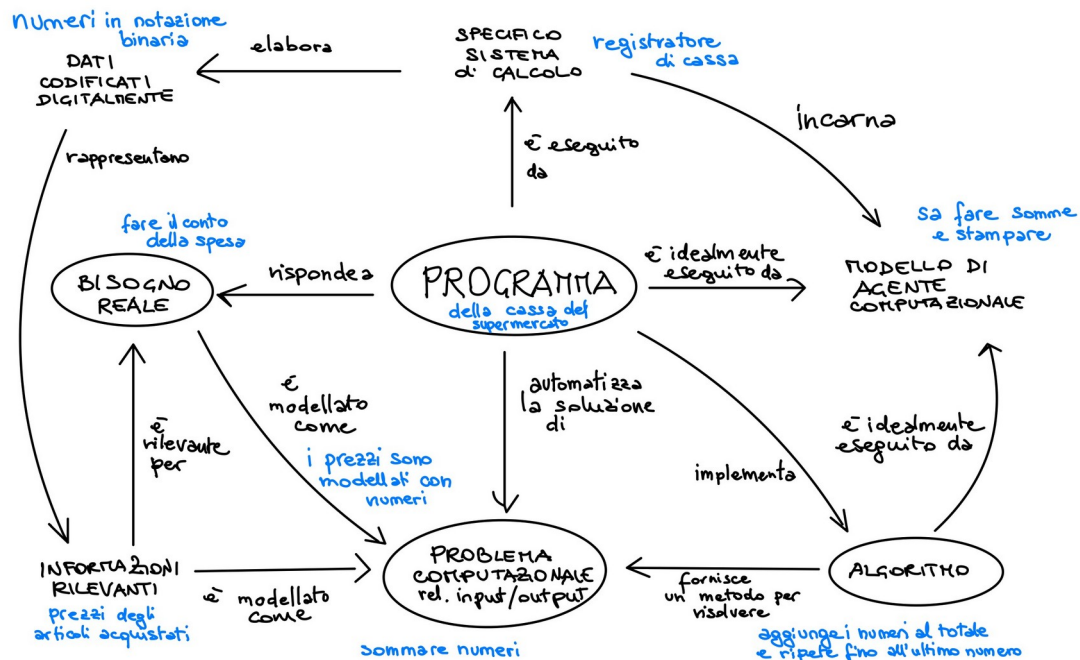 numeri in notazione
binaria
DATI
CODIFICATI
DIGITALMENTE
elabora
SPECIFICO
SISTEMA
di CALCOLO
registratore
di cassa
incarna
rappresentano
è eseguito
da
fare il conto
della spesa
BISOGNO
REALE
risponde a
PROGRAMMA
della cassa del
supermercato
è idealmente
eseguito da
sa fare somme
e stampare
MODELLO DI
AGENTE
COMPUTAZIONALE
è
modellato
come
i prezzi sono
modellati con
numeri
automatizza
la soluzione
di
è
rilevante
per
implementa
è idealmente
eseguito da
INFORMAZIONI
RILEVANTI
prezzi degli
articoli acquistati
è modellato
come
PROBLEMA
COMPUTAZIONALE
rel. input/output
sommare numeri
fornisce
un metodo per
risolvere
ALGORITMO
aggiunge i numeri al totale
e ripete fino all'ultimo numero